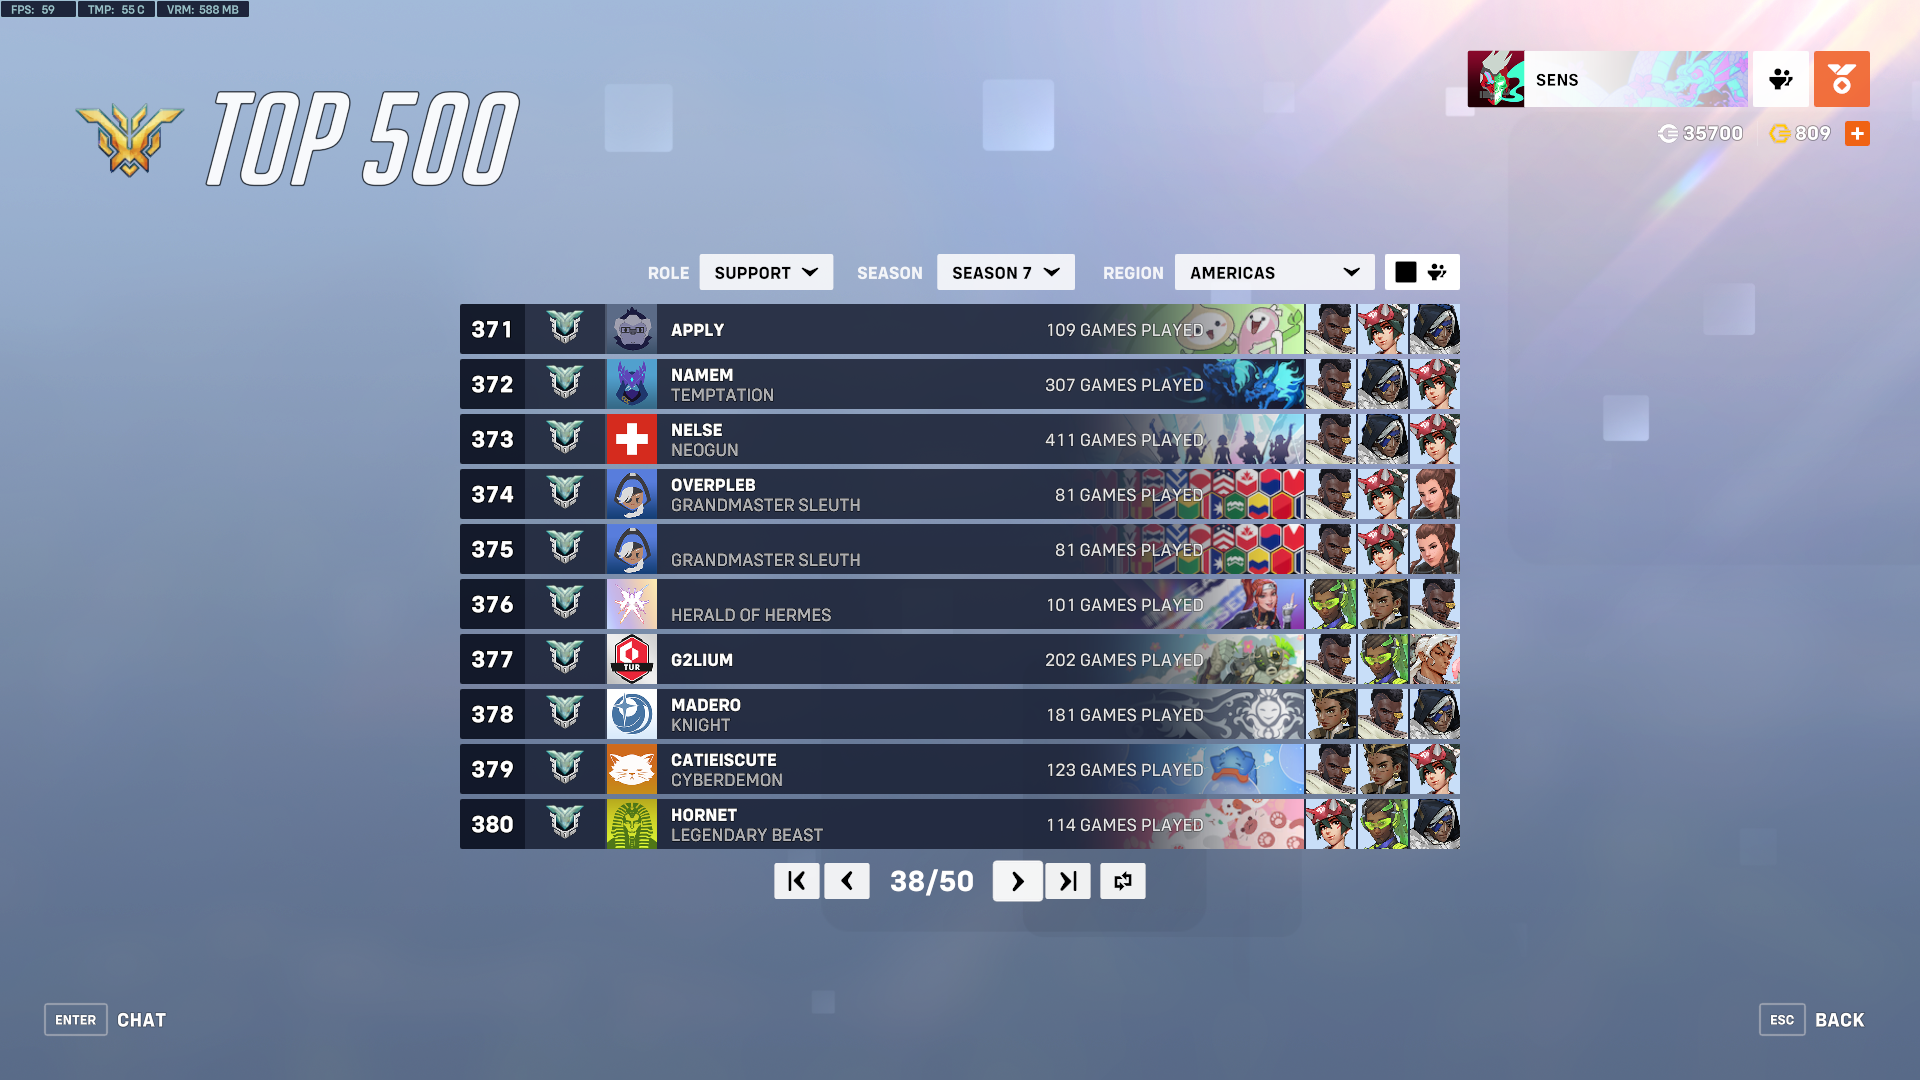 FPS: 59 TMP: 55 C VRM: 588 MB
TOP 500
SENS
35700 809
ROLE SUPPORT SEASON SEASON 7 REGION AMERICAS
371 APPLY 109 GAMES PLAYED
372 NAMEM 307 GAMES PLAYED
TEMPTATION
373 NELSE 411 GAMES PLAYED
NEOGUN
374 OVERPLEB 81 GAMES PLAYED
GRANDMASTER SLEUTH
375 81 GAMES PLAYED
GRANDMASTER SLEUTH
376 101 GAMES PLAYED
HERALD OF HERMES
377 TUR G2LIUM 202 GAMES PLAYED
378 MADERO 181 GAMES PLAYED
KNIGHT
379 CATIEISCUTE 123 GAMES PLAYED
CYBERDEMON
380 HORNET 114 GAMES PLAYED
LEGENDARY BEAST
38/50
ENTER CHAT
ESC BACK